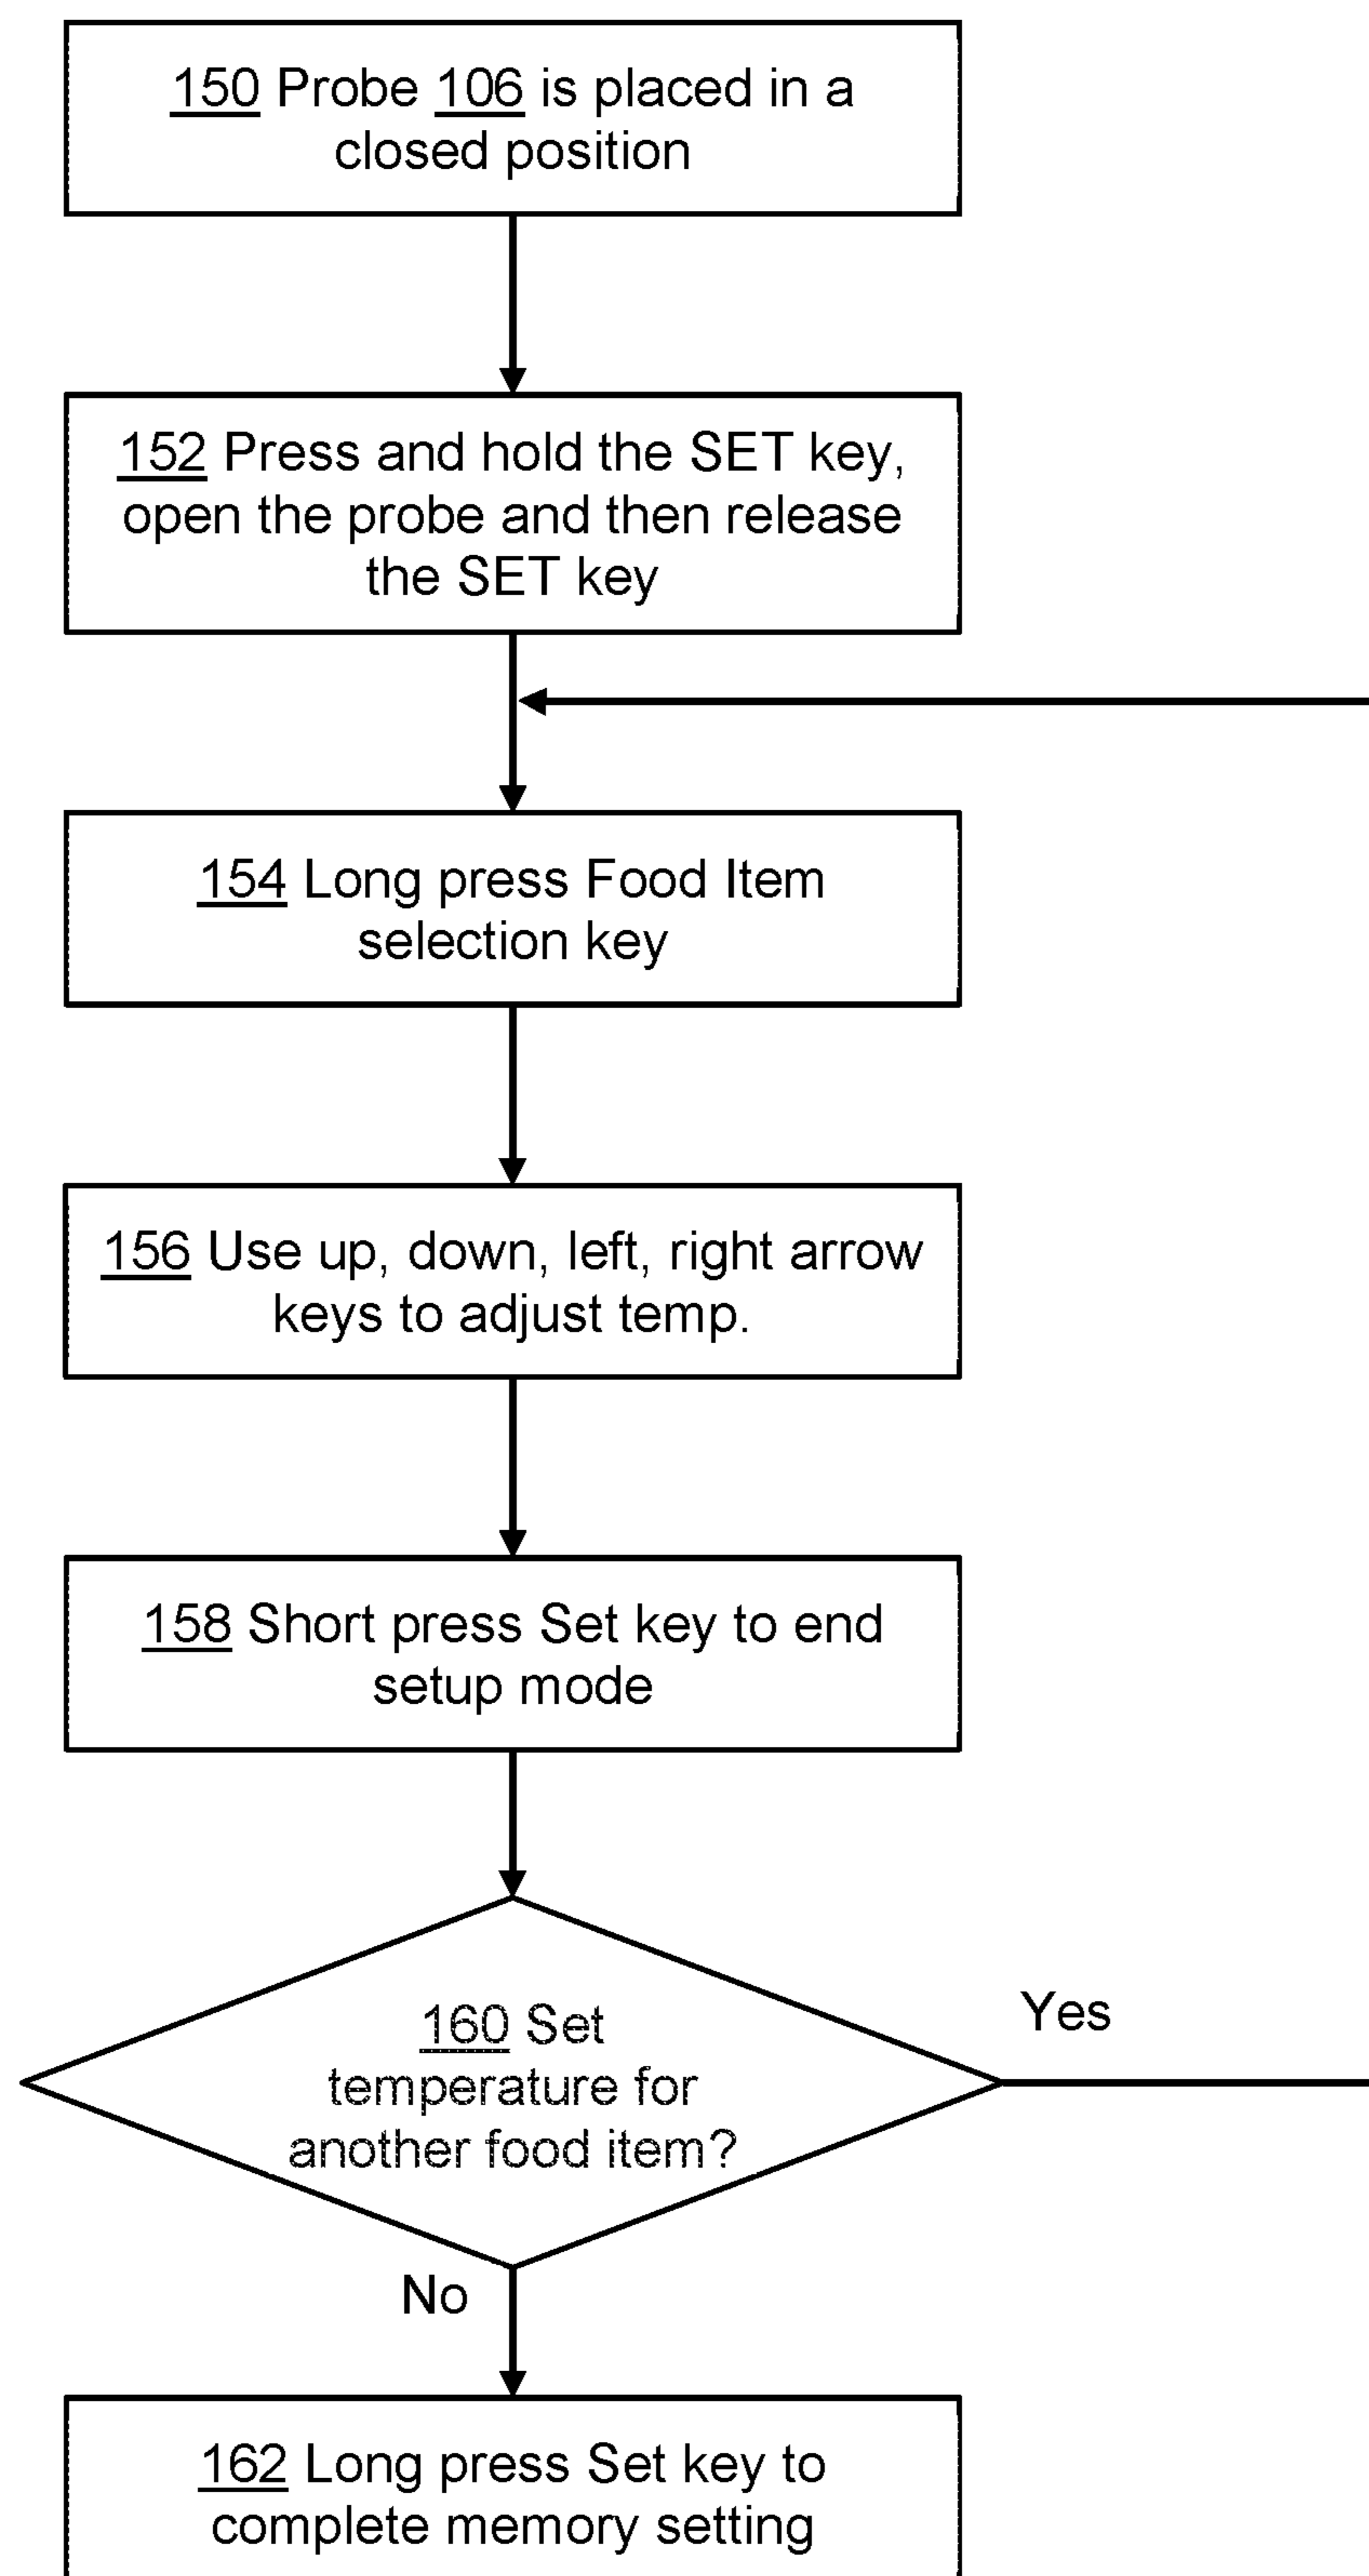 150 Probe 106 is placed in a
closed position
152 Press and hold the SET key,
open the probe and then release
the SET key
154 Long press Food Item
selection key
156 Use up, down, left, right arrow
keys to adjust temp.
158 Short press Set key to end
setup mode
160 Set
temperature for
another food item?
Yes
No
162 Long press Set key to
complete memory setting